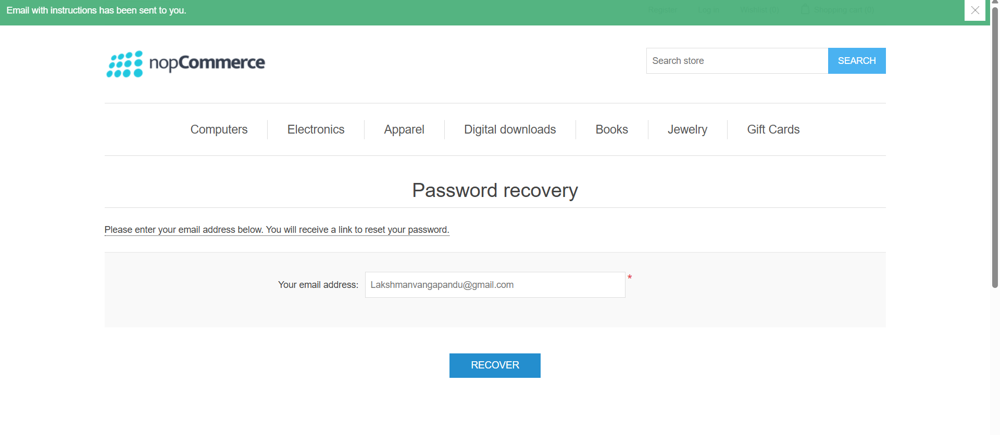 Email with instructions has been sent to you.
Register Log in Wishlist (0) Shopping cart (0)
nopCommerce
Search store SEARCH
Computers Electronics Apparel Digital downloads Books Jewelry Gift Cards
Password recovery
Please enter your email address below. You will receive a link to reset your password.
Your email address: Lakshmanvangapandu@gmail.com *
RECOVER